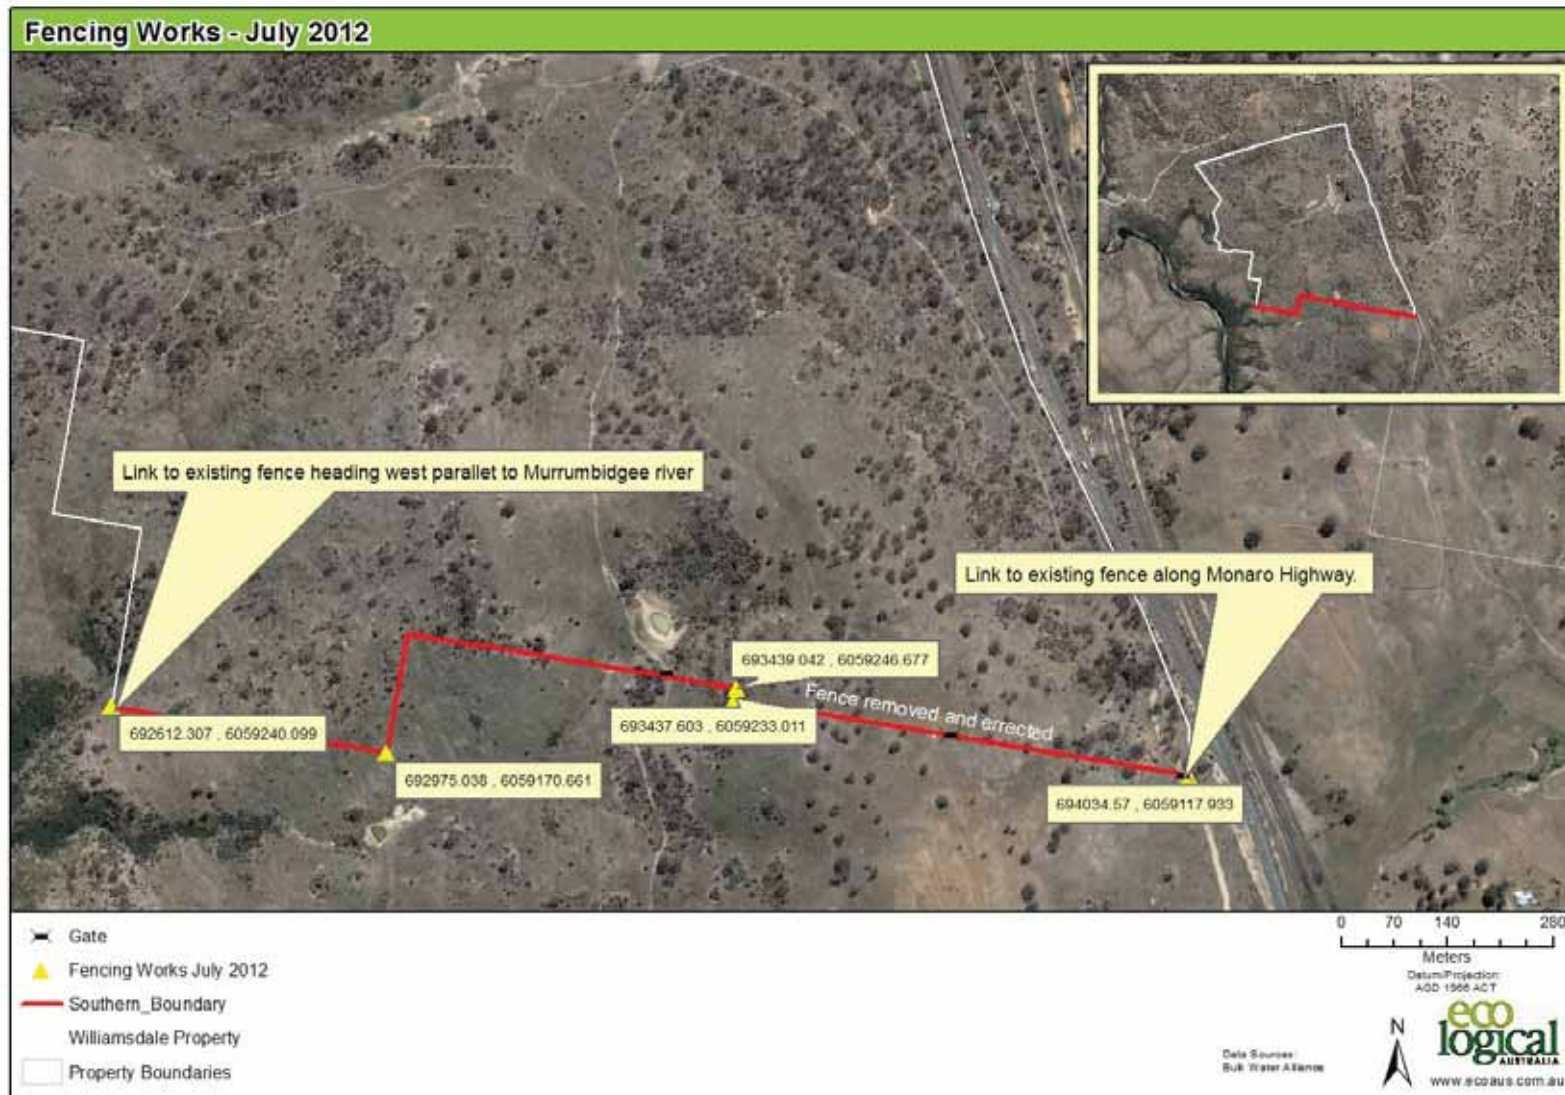 Fencing Works - July 2012
Link to existing fence heading west parallet to Murrumbidgee river
Link to existing fence along Monaro Highway.
693439.042 , 6059246.677
Fence removed and errected
693437.603 , 6059233.011
692612.307 , 6059240.099
692975.038 , 6059170.661
694034.57 , 6059117.933
Gate
Fencing Works July 2012
Southern_Boundary
Williamsdale Property
Property Boundaries
0 70 140 280
Meters
Datum/Projection:
AGD 1966 ACT
N
eco
logical
AUSTRALIA
Data Sources:
Bulk Water Alliance
www.ecoaus.com.au